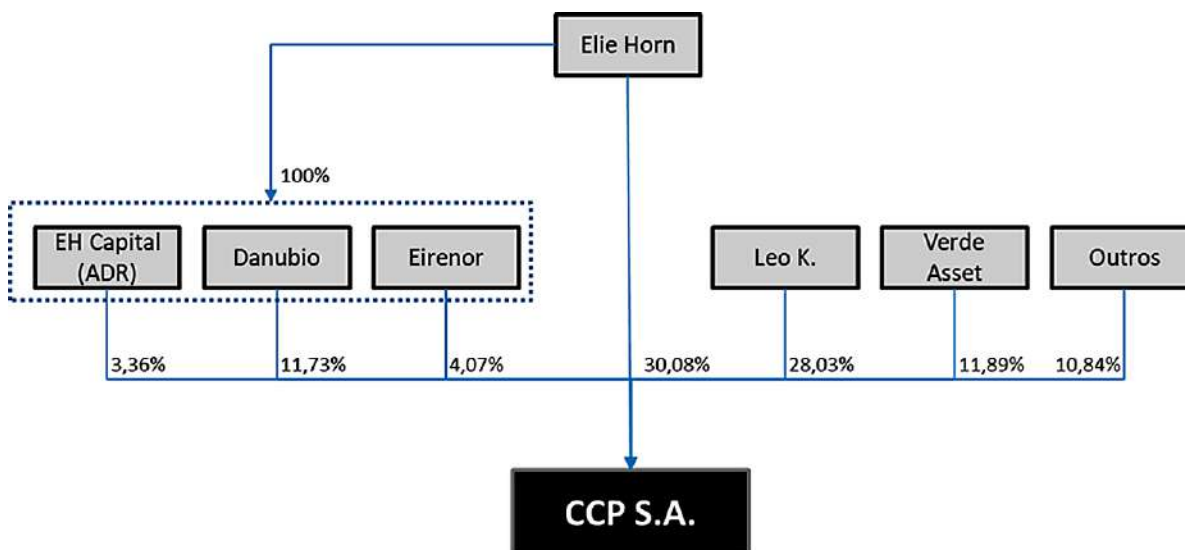 Elie Horn
100%
EH Capital
(ADR)
Danubio
Eirenor
Leo K.
Verde
Asset
Outros
3,36%
11,73%
4,07%
30,08%
28,03%
11,89%
10,84%
CCP S.A.